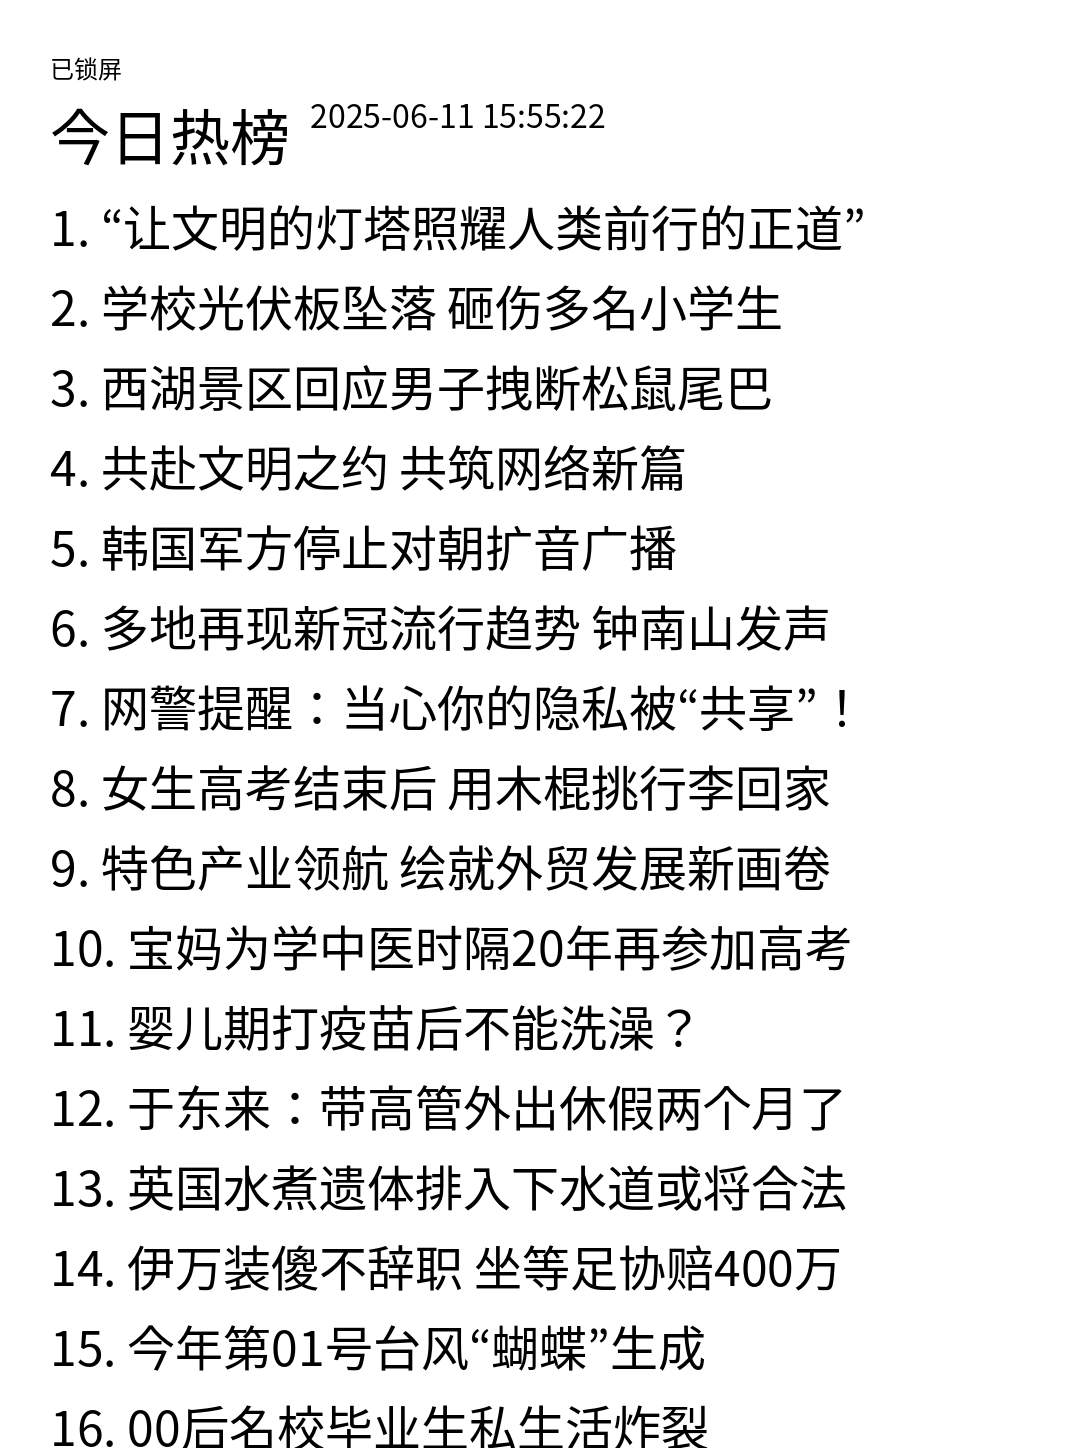 已锁屏
今日热榜 2025-06-11 15:55:22
1. “让文明的灯塔照耀人类前行的正道”
2. 学校光伏板坠落 砸伤多名小学生
3. 西湖景区回应男子拽断松鼠尾巴
4. 共赴文明之约 共筑网络新篇
5. 韩国军方停止对朝扩音广播
6. 多地再现新冠流行趋势 钟南山发声
7. 网警提醒：当心你的隐私被“共享”！
8. 女生高考结束后 用木棍挑行李回家
9. 特色产业领航 绘就外贸发展新画卷
10. 宝妈为学中医时隔20年再参加高考
11. 婴儿期打疫苗后不能洗澡？
12. 于东来：带高管外出休假两个月了
13. 英国水煮遗体排入下水道或将合法
14. 伊万装傻不辞职 坐等足协赔400万
15. 今年第01号台风“蝴蝶”生成
16. 00后名校毕业生私生活炸裂